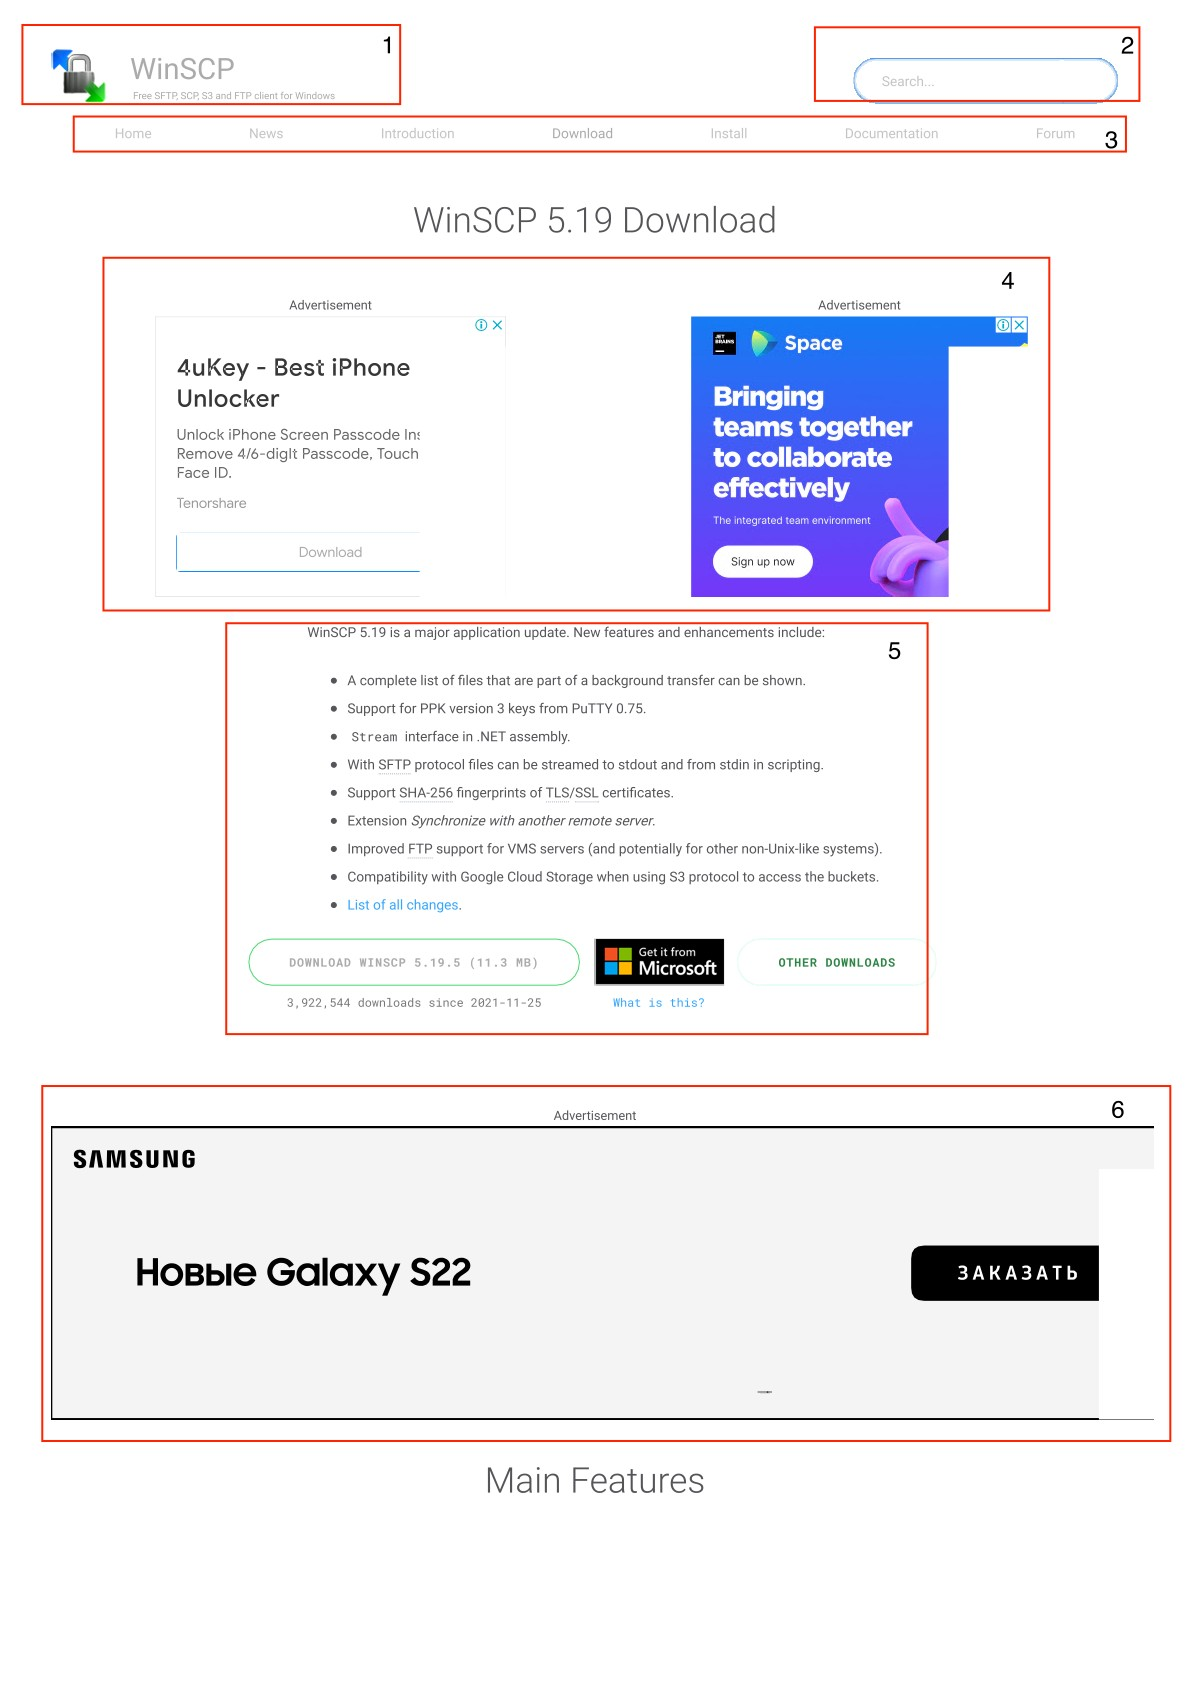 1
WinSCP
Free SFTP, SCP, S3 and FTP client for Windows
2
Search...
Home News Introduction Download Install Documentation Forum
3
WinSCP 5.19 Download
4
Advertisement
4uKey - Best iPhone
Unlocker
Unlock iPhone Screen Passcode Ins
Remove 4/6-digIt Passcode, Touch
Face ID.
Tenorshare
Download
Advertisement
JET
BRAINS
Space
Bringing
teams together
to collaborate
effectively
The integrated team environment
Sign up now
WinSCP 5.19 is a major application update. New features and enhancements include:
5
A complete list of files that are part of a background transfer can be shown.
Support for PPK version 3 keys from PuTTY 0.75.
Stream interface in .NET assembly.
With SFTP protocol files can be streamed to stdout and from stdin in scripting.
Support SHA-256 fingerprints of TLS/SSL certificates.
Extension Synchronize with another remote server.
Improved FTP support for VMS servers (and potentially for other non-Unix-like systems).
Compatibility with Google Cloud Storage when using S3 protocol to access the buckets.
List of all changes.
DOWNLOAD WINSCP 5.19.5 (11.3 MB)
3,922,544 downloads since 2021-11-25
Get it from
Microsoft
What is this?
OTHER DOWNLOADS
6
Advertisement
SAMSUNG
Новые Galaxy S22
ЗАКАЗАТЬ
Main Features